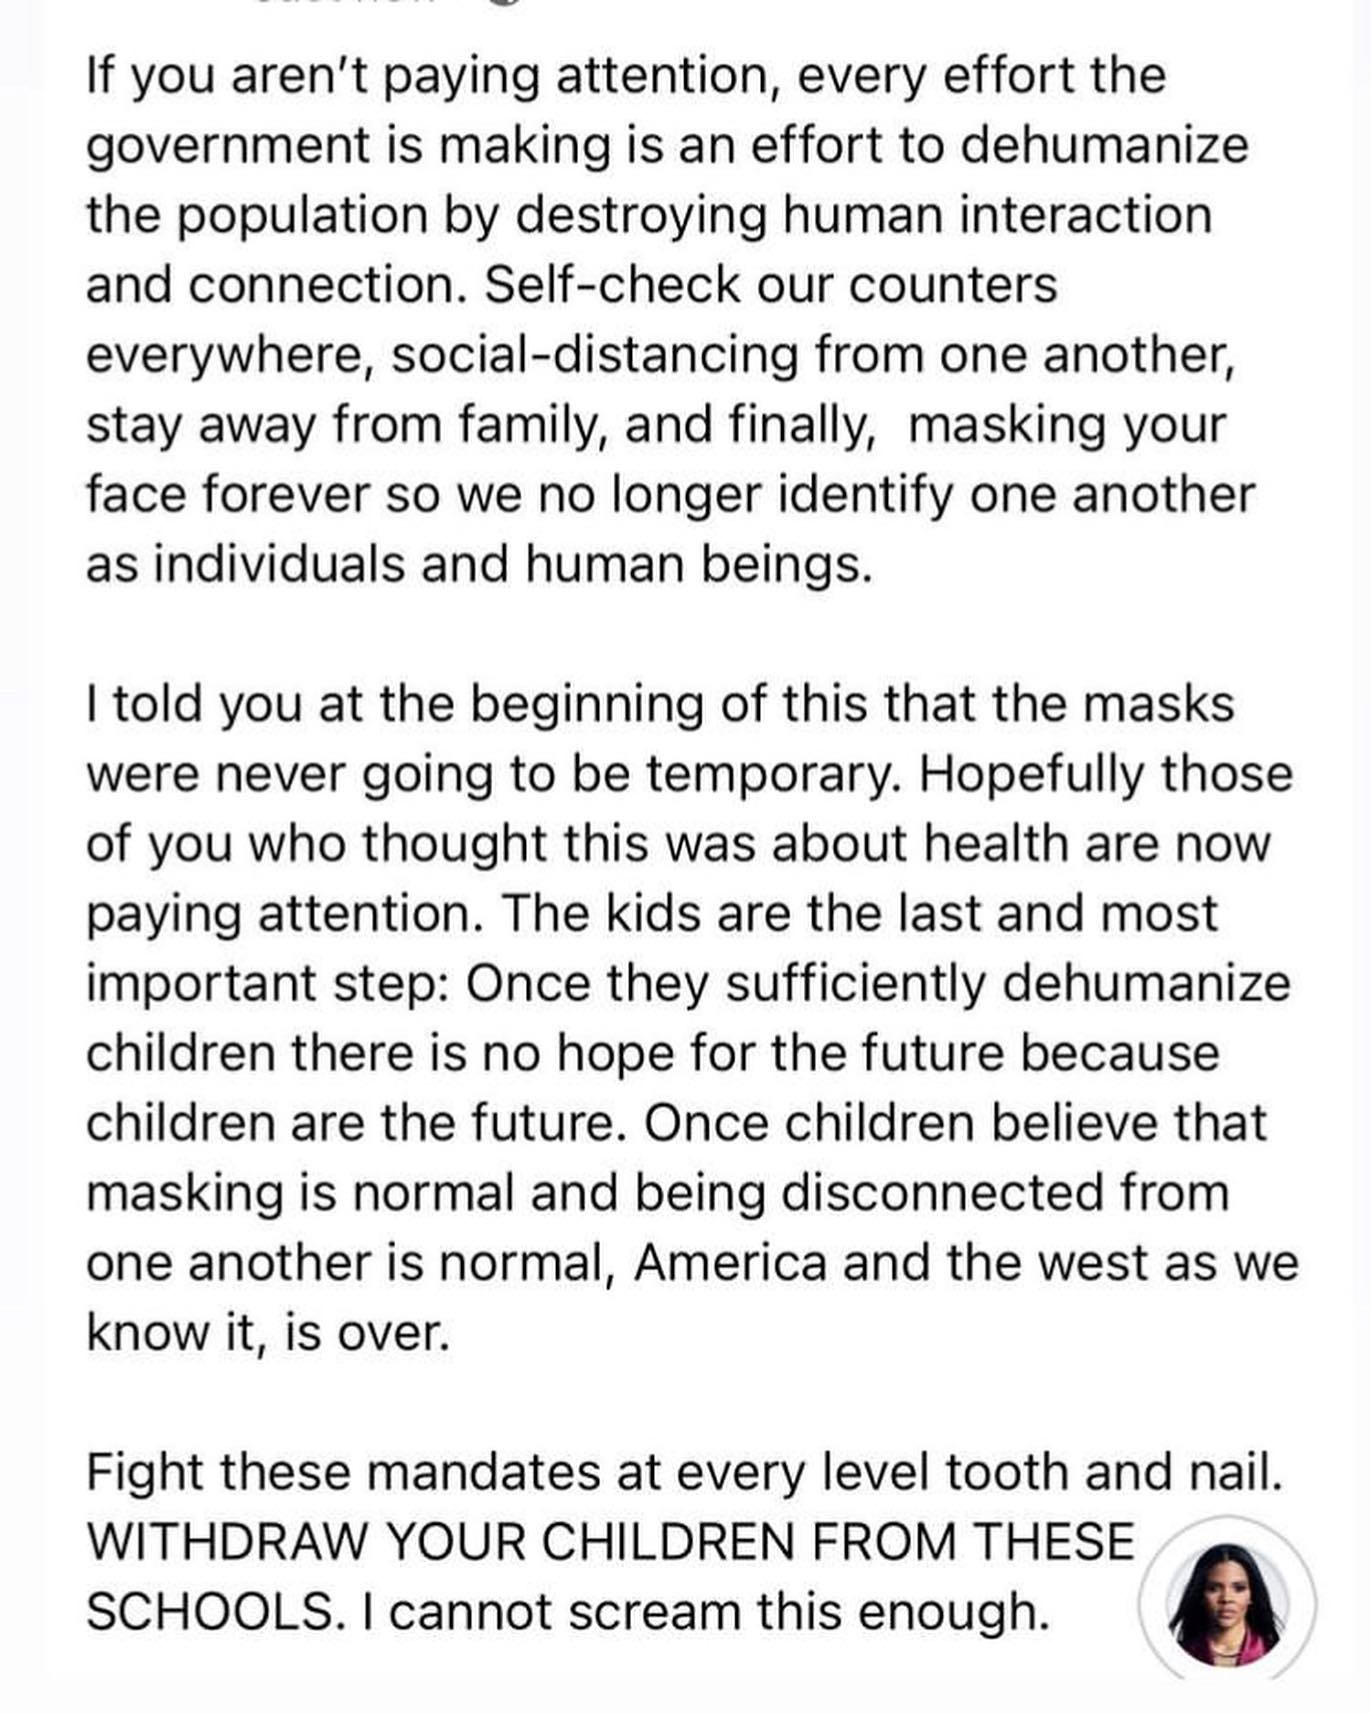 If you aren't paying attention, every effort the
government is making is an effort to dehumanize
the population by destroying human interaction
and connection. Self-check our counters
everywhere, social-distancing from one another,
stay away from family, and finally,  masking your
face forever so we no longer identify one another
as individuals and human beings.
I told you at the beginning of this that the masks
were never going to be temporary. Hopefully those
of you who thought this was about health are now
paying attention. The kids are the last and most
important step: Once they sufficiently dehumanize
children there is no hope for the future because
children are the future. Once children believe that
masking is normal and being disconnected from
one another is normal, America and the west as we
know it, is over.
Fight these mandates at every level tooth and nail.
WITHDRAW YOUR CHILDREN FROM THESE
SCHOOLS. I cannot scream this enough.